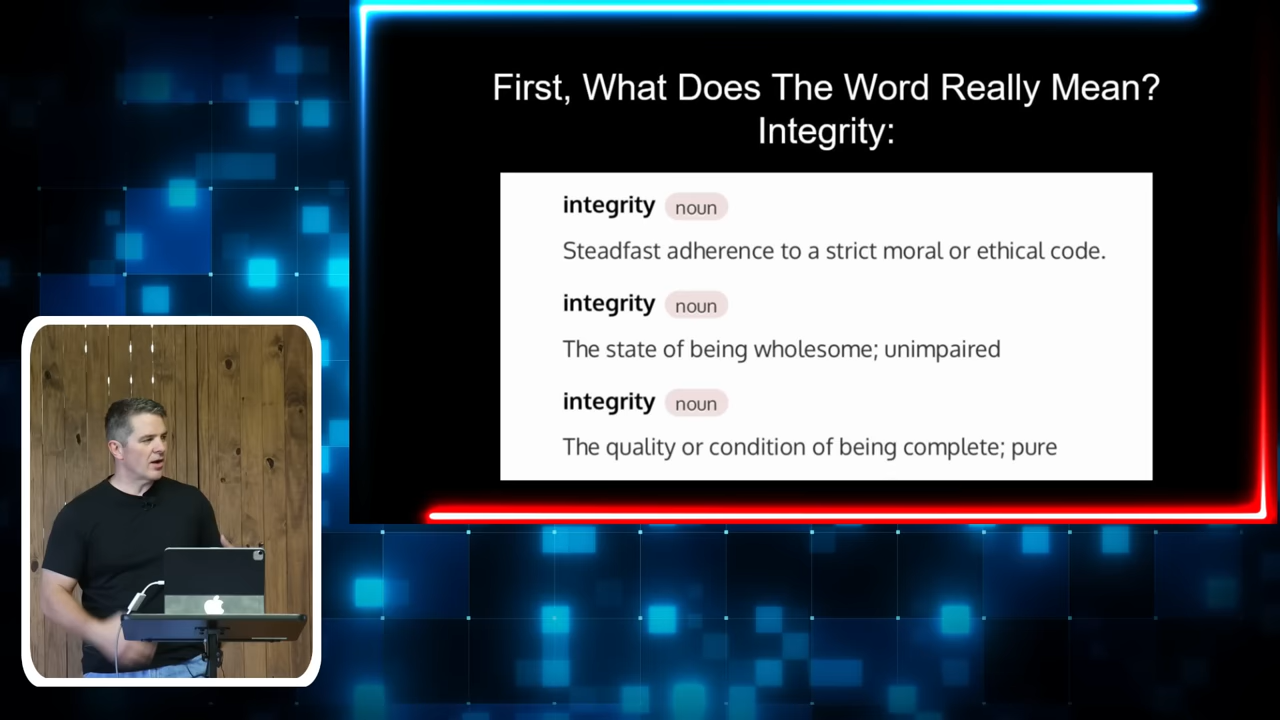 First, What Does The Word Really Mean?
Integrity:
integrity noun
Steadfast adherence to a strict moral or ethical code.
integrity noun
The state of being wholesome; unimpaired
integrity noun
The quality or condition of being complete; pure